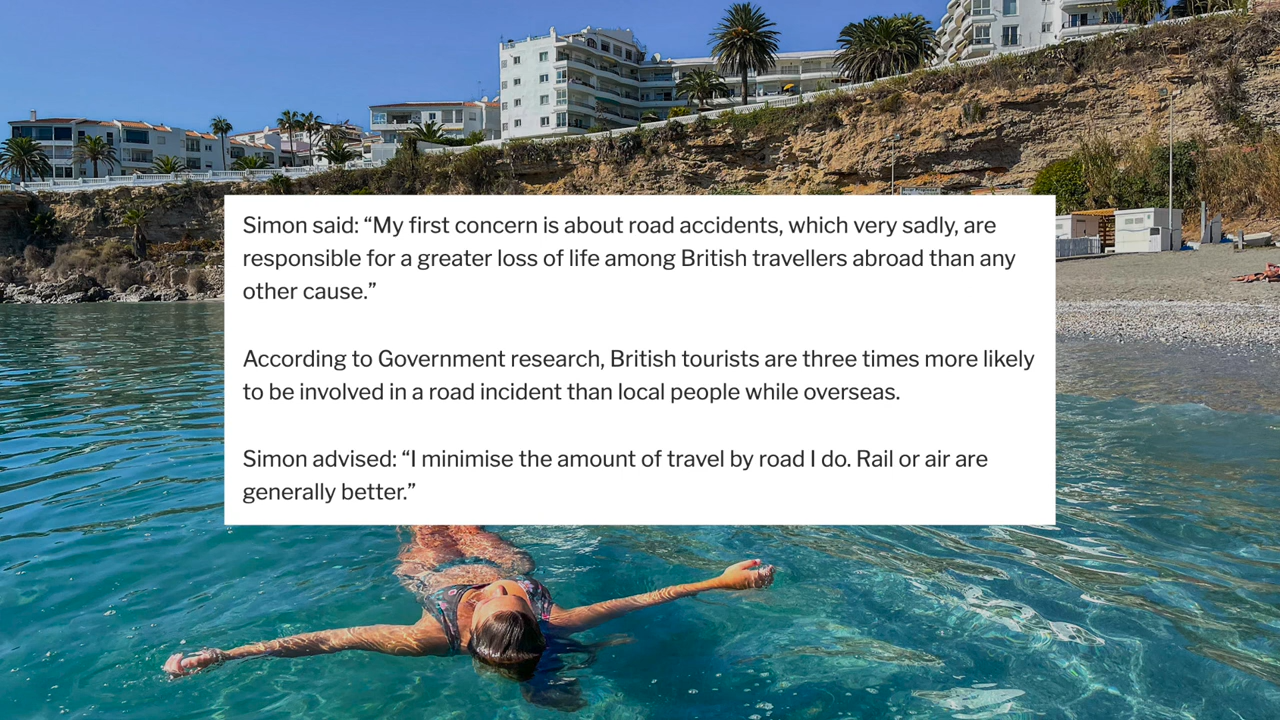 Simon said: “My first concern is about road accidents, which very sadly, are
responsible for a greater loss of life among British travellers abroad than any
other cause.”
According to Government research, British tourists are three times more likely
to be involved in a road incident than local people while overseas.
Simon advised: “I minimise the amount of travel by road I do. Rail or air are
generally better.”